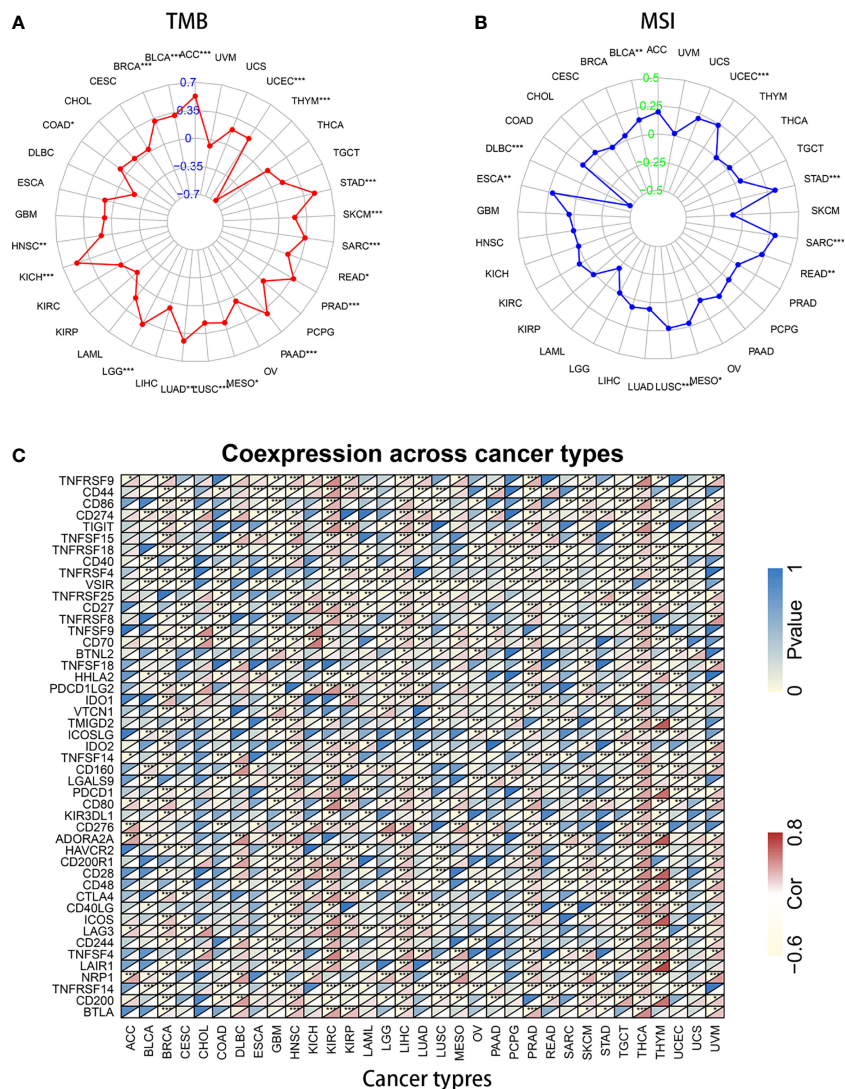 A
TMB
ACC***
UVM
UCS
UCEC***
THYM***
THCA
TGCT
STAD***
SKCM***
SARC***
READ*
PRAD***
PCPG
PAAD***
OV
MESO*
LUSC***
LIHC
LGG***
LAML
KIRP
KIRC
KICH***
HNSC**
GBM
ESCA
DLBC
COAD*
CHOL
CESC
BRCA***
BLCA***
0.7
0.35
0
−0.35
−0.7
B
MSI
ACC
UVM
UCS
UCEC***
THYM
THCA
TGCT
STAD***
SKCM
SARC***
READ**
PRAD
PCPG
PAAD
OV
MESO*
LUSC***
LUAD
LIHC
LGG
LAML
KIRP
KIRC
KICH
HNSC
GBM
ESCA**
DLBC***
COAD
CHOL
CESC
BRCA
BLCA**
0.5
0.25
0
−0.25
−0.5
C
Coexpression across cancer types
TNFRSF9
CD44
CD86
CD274
TIGIT
TNFSF15
TNFRSF18
CD40
TNFRSF4
VSIR
TNFRSF25
CD27
TNFRSF8
TNFSF9
CD70
BTNL2
TNFSF18
HHLA2
PDCD1LG2
IDO1
VTCN1
TMIGD2
ICOSLG
IDO2
TNFSF14
CD160
LGALS9
PDCD1
CD80
KIR3DL1
CD276
ADORA2A
HAVCR2
CD200R1
CD28
CD48
CTLA4
CD40LG
ICOS
LAG3
CD244
TNFSF4
LAIR1
NRP1
TNFRSF14
CD200
BTLA
ACC
BLCA
BRCA
CESC
CHOL
COAD
DLBC
ESCA
GBM
HNSC
KICH
KIRC
KIRP
LAML
LGG
LIHC
LUAD
LUSC
MESO
OV
PAAD
PCPG
PRAD
READ
SARC
SKCM
STAD
TGCT
THCA
THYM
UCEC
UCS
UVM
Cancer typres
0 Pvalue 1
−0.6 Cor 0.8